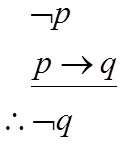 ¬p
p → q
∴ ¬q